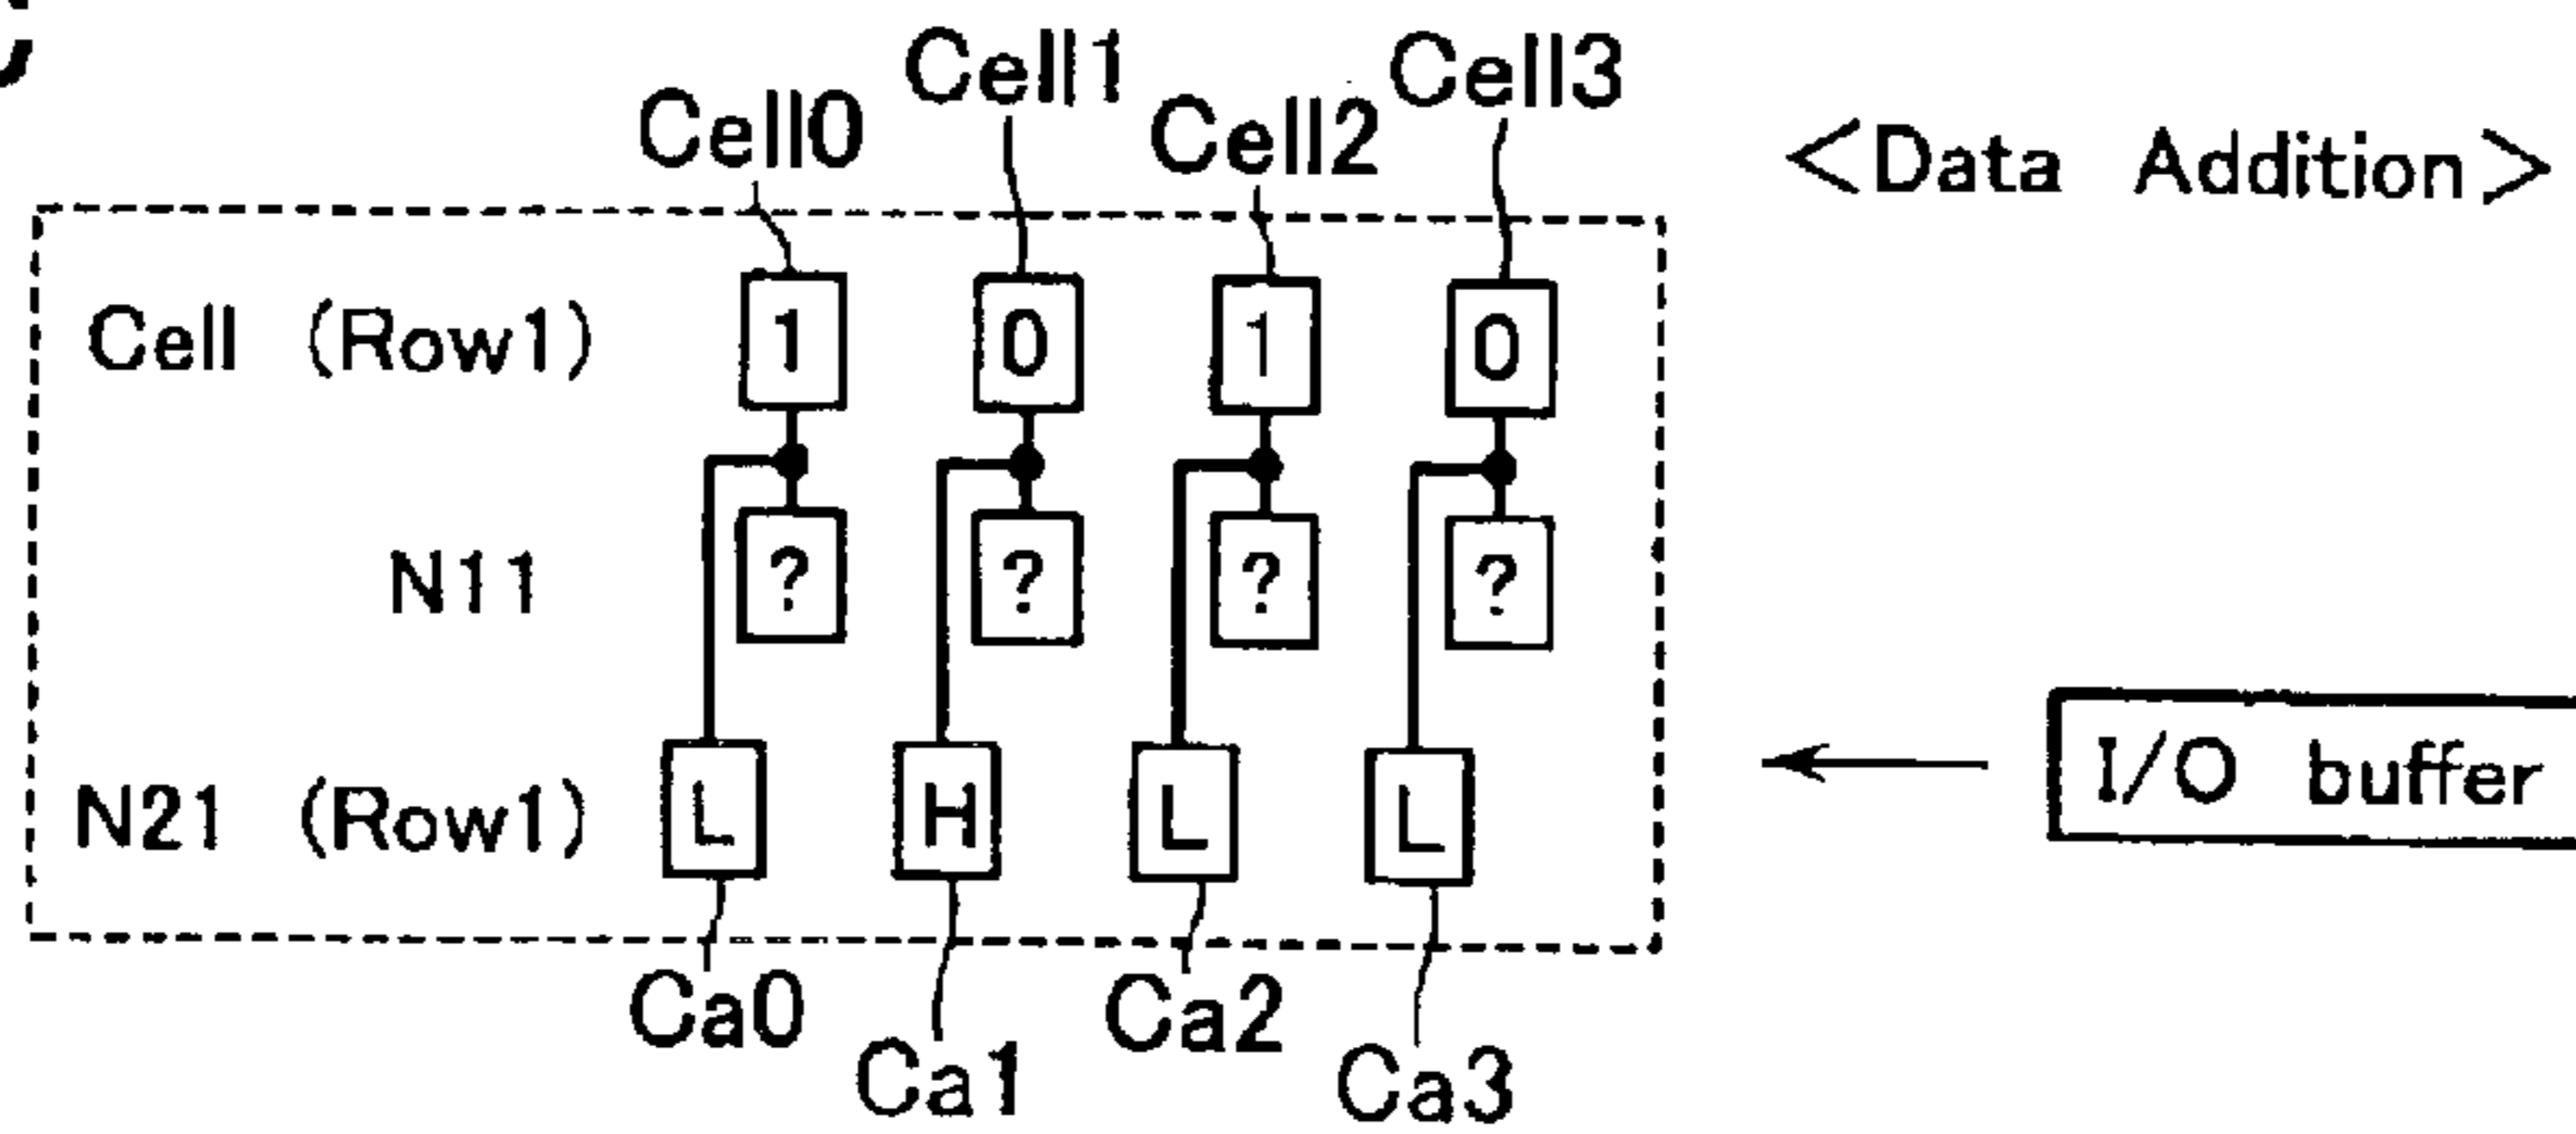 Cell0 Cell1 Cell2 Cell3 <Data Addition>
Cell (Row1) 1 0 1 0
N11 ? ? ? ?
N21 (Row1) L H L L I/O buffer
Ca0 Ca1 Ca2 Ca3